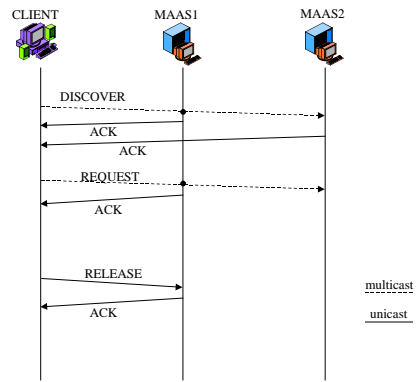 CLIENT MAAS1 MAAS2
DISCOVER
ACK
ACK
REQUEST
ACK
RELEASE
multicast
ACK
unicast